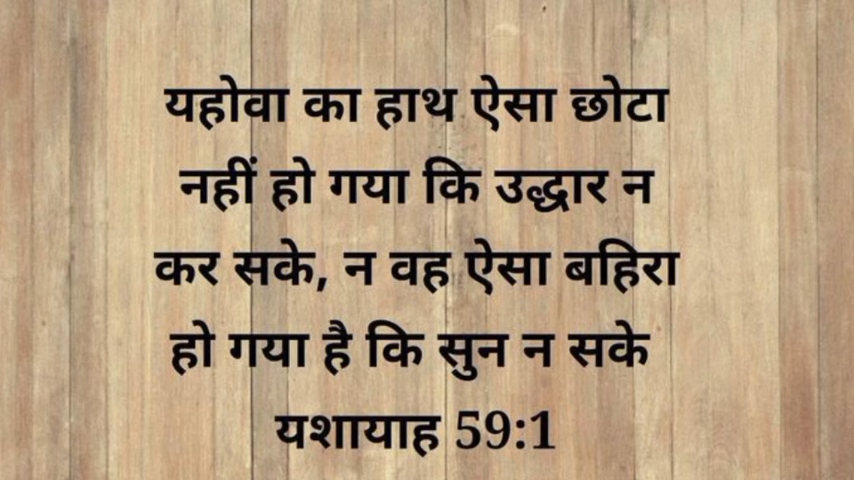 यहोवा का हाथ ऐसा छोटा
नहीं हो गया कि उद्धार न
कर सके, न वह ऐसा बहिरा
हो गया है कि सुन न सके
यशायाह 59:1